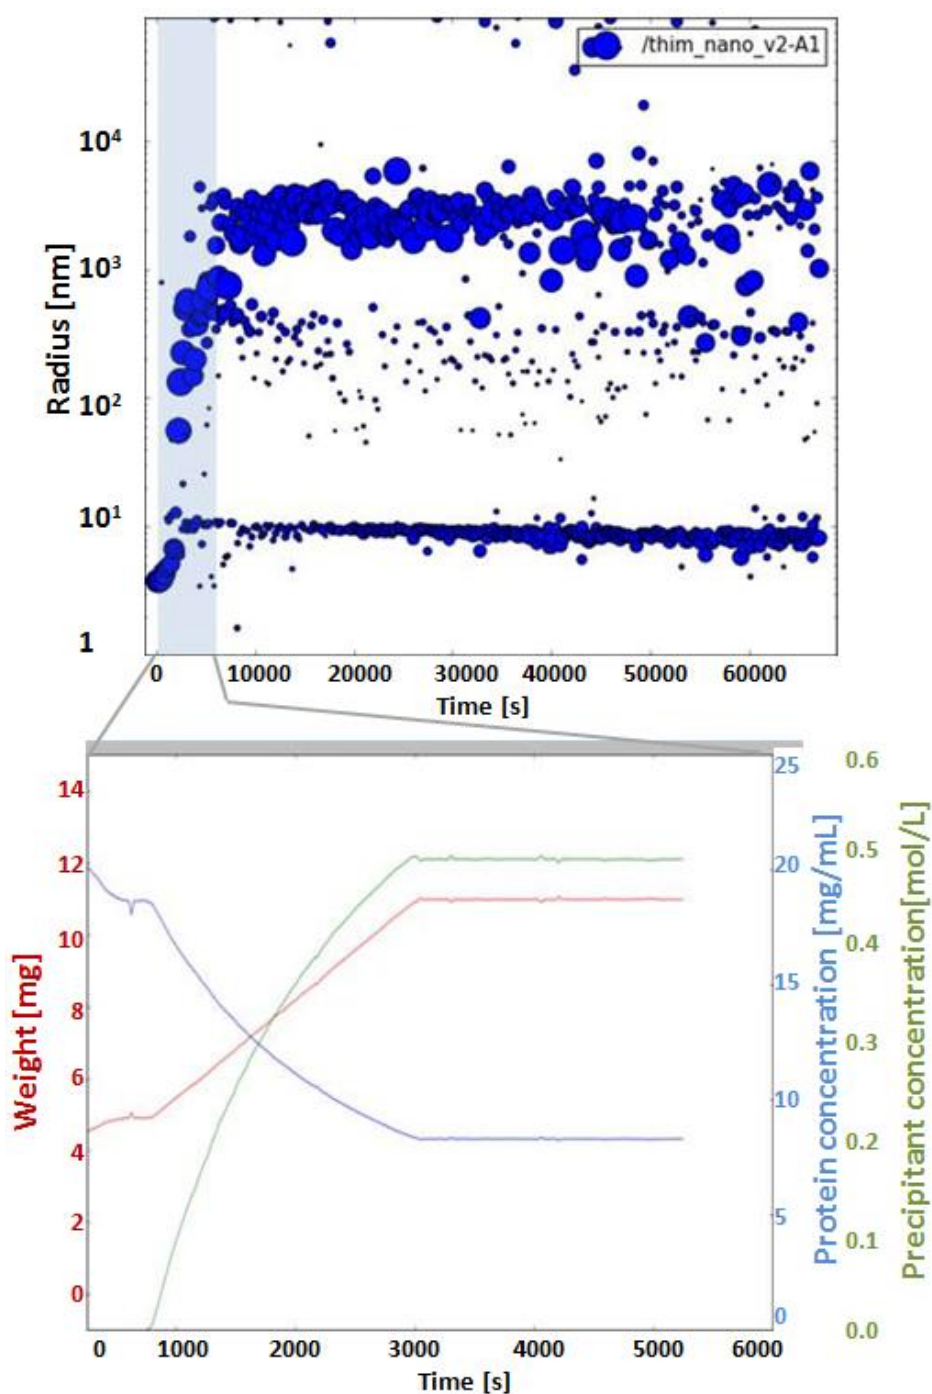 /thim_nano_v2-A1
10⁴
10³
10²
10¹
1
Radius [nm]
0 10000 20000 30000 40000 50000 60000
Time [s]
14
12
10
8
6
4
2
0
Weight [mg]
25
20
15
10
5
0
Protein concentration [mg/mL]
0.6
0.5
0.4
0.3
0.2
0.1
0.0
Precipitant concentration[mol/L]
0 1000 2000 3000 4000 5000 6000
Time [s]